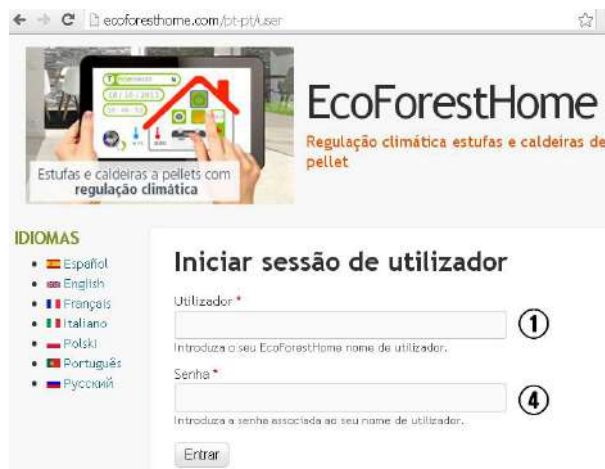 ecoforesthome.com/pt-pt/user
EcoForestHome
Regulação climática estufas e caldeiras de
pellet
Estufas e caldeiras a pellets com
regulação climática
IDIOMAS
Español
English
Français
Italiano
Polski
Português
Русский
Iniciar sessão de utilizador
Utilizador *
1
Introduza o seu EcoForestHome nome de utilizador.
Senha *
4
Introduza a senha associada ao seu nome de utilizador.
Entrar